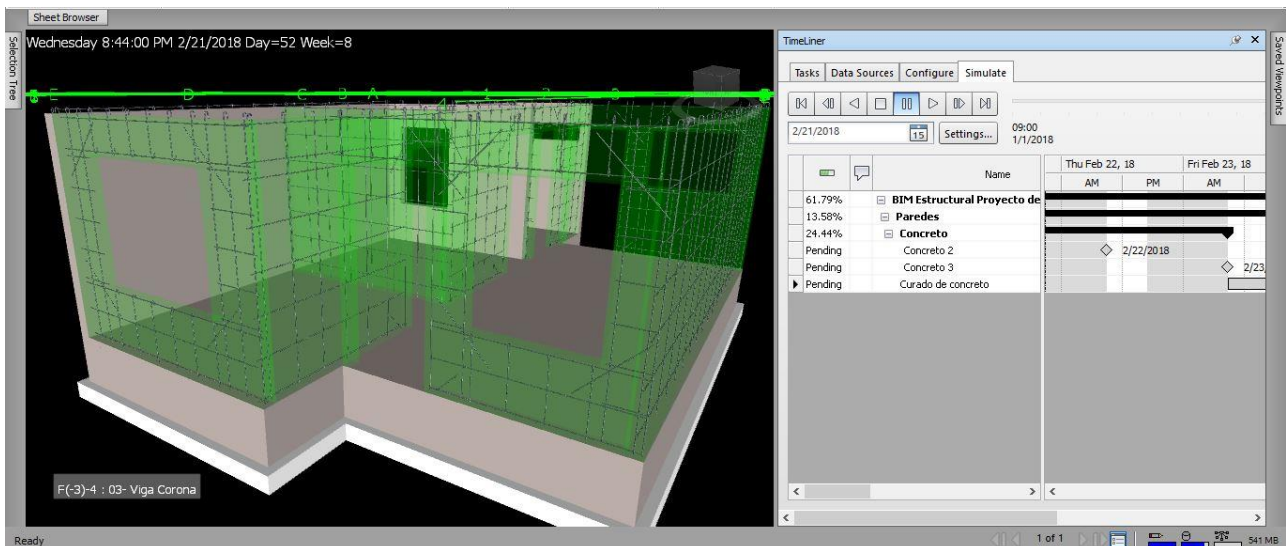 Sheet Browser
Selection Tree
Wednesday 8:44:00 PM 2/21/2018 Day=52 Week=8
E D C B A 1 2 3
4
F(-3)-4 : 03- Viga Corona
TimeLiner
Saved Viewpoints
Tasks Data Sources Configure Simulate
2/21/2018 15 Settings... 09:00
1/1/2018
Name Thu Feb 22, 18 Fri Feb 23, 18
AM PM AM
61.79% BIM Estructural Proyecto de
13.58% Paredes
24.44% Concreto
Pending Concreto 2 2/22/2018
Pending Concreto 3 2/23,
Pending Curado de concreto
Ready 1 of 1 541 MB